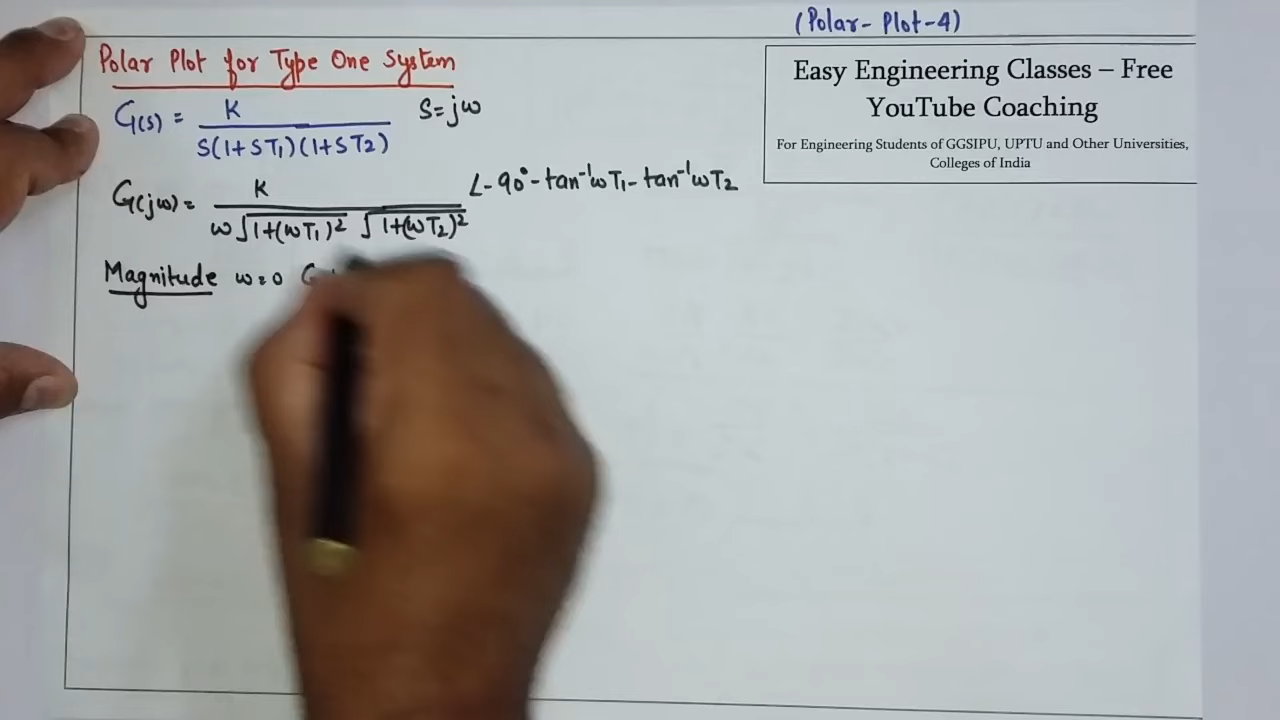 (Polar-Plot-4)
Polar Plot for Type One System
Easy Engineering Classes – Free
YouTube Coaching
For Engineering Students of GGSIPU, UPTU and Other Universities,
Colleges of India
G(s) = K / S(1+ST1)(1+ST2) S=jω
G(jω) = K / ω√1+(ωT1)² √1+(ωT2)² ∠-90°-tan⁻¹ωT1-tan⁻¹ωT2
Magnitude ω=0